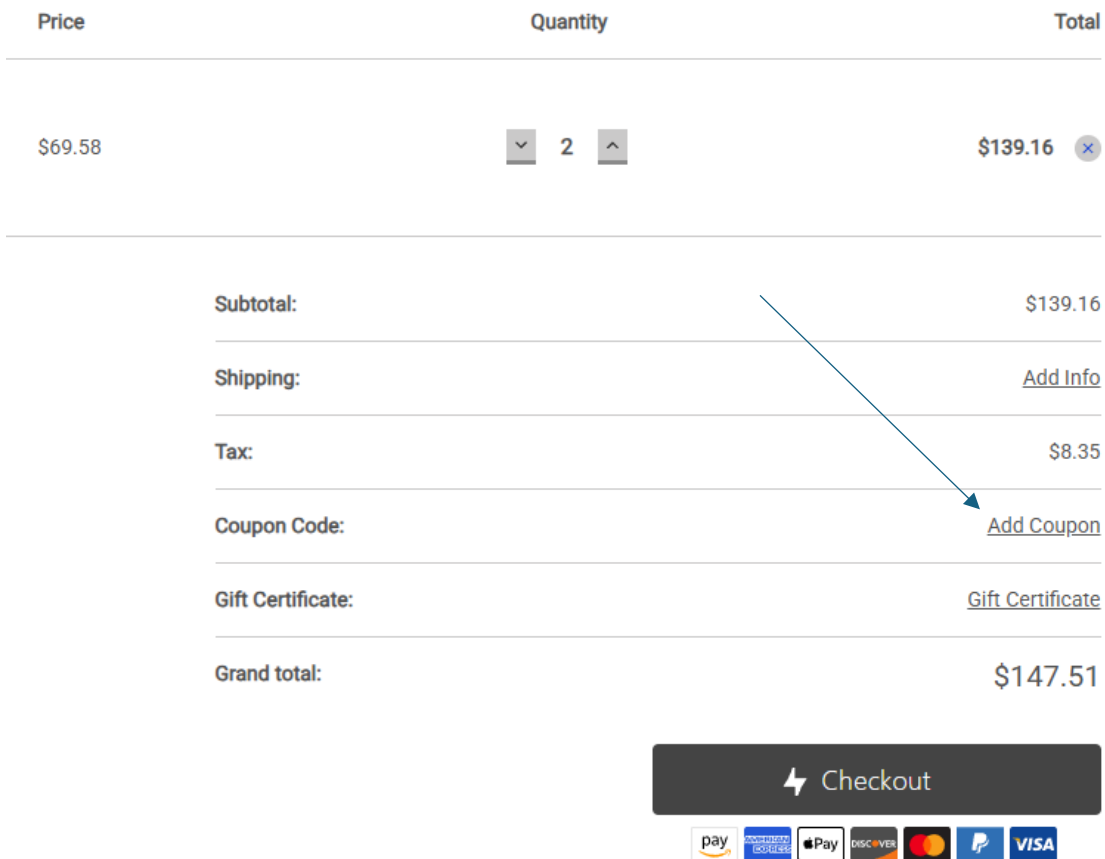 Price Quantity Total
$69.58 2 $139.16
Subtotal: $139.16
Shipping: Add Info
Tax: $8.35
Coupon Code: Add Coupon
Gift Certificate: Gift Certificate
Grand total: $147.51
Checkout
pay AMERICAN EXPRESS Pay DISCOVER VISA